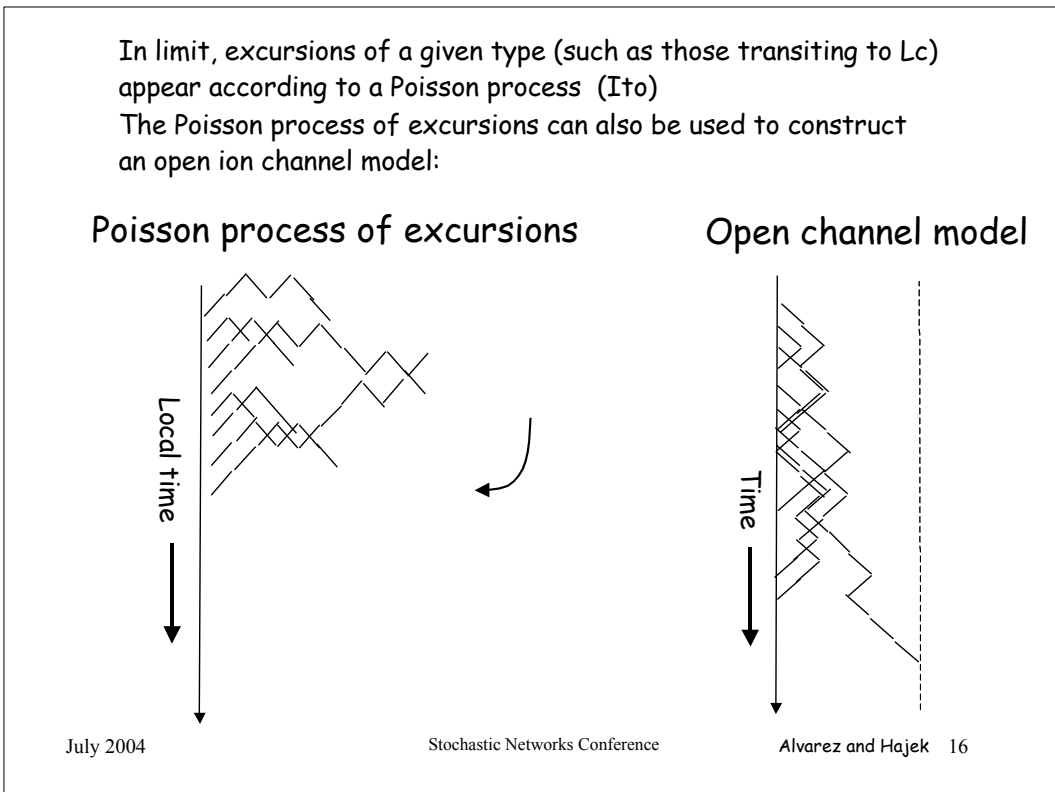 In limit, excursions of a given type (such as those transiting to Lc)
appear according to a Poisson process (Ito)
The Poisson process of excursions can also be used to construct
an open ion channel model:
Poisson process of excursions
Open channel model
Local time
Time
July 2004
Stochastic Networks Conference
Alvarez and Hajek 16